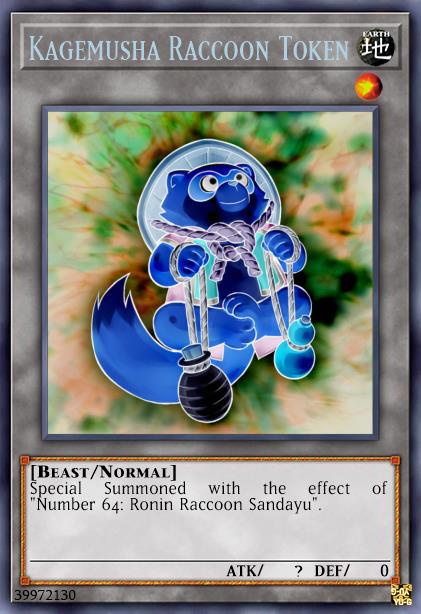 Kagemusha Raccoon Token
EARTH
地
[Beast/Normal]
Special Summoned with the effect of
"Number 64: Ronin Raccoon Sandayu".
ATK/ ? DEF/ 0
39972130